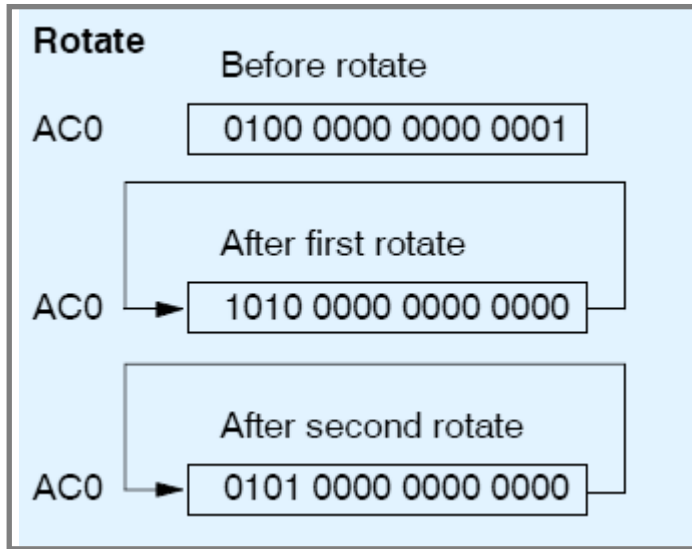 Rotate
Before rotate
AC0 0100 0000 0000 0001
After first rotate
AC0 1010 0000 0000 0000
After second rotate
AC0 0101 0000 0000 0000